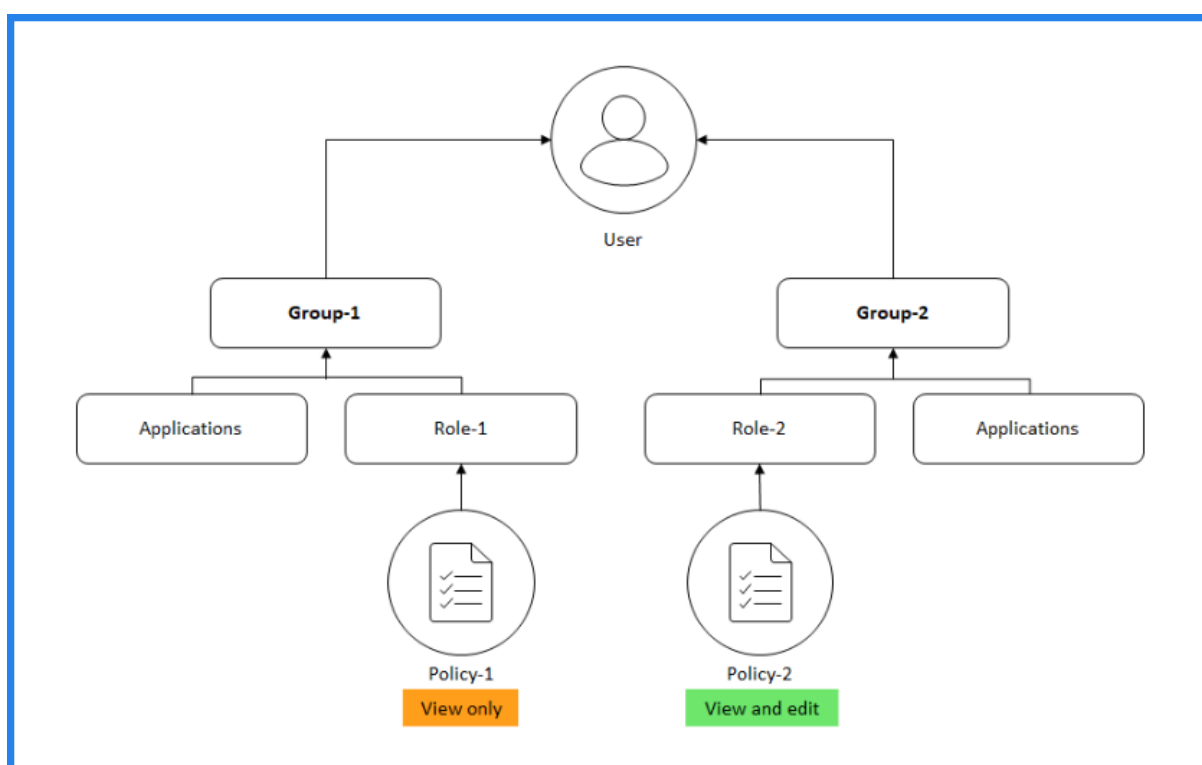 User
Group-1
Group-2
Applications
Role-1
Role-2
Applications
Policy-1
Policy-2
View only
View and edit